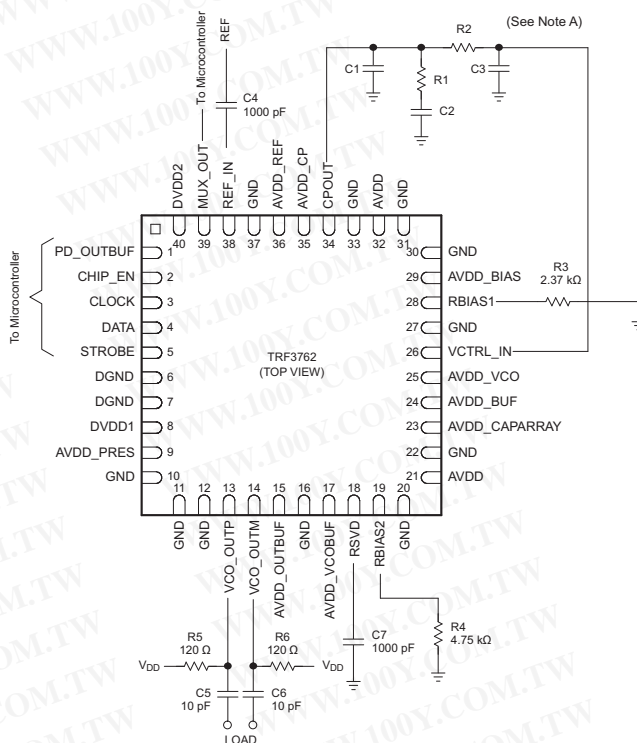 WWW.100Y.COM.TW
(See Note A)
To Microcontroller
REF
C4
1000 pF
C1
R1
C2
R2
C3
DVDD2
MUX_OUT
REF_IN
GND
AVDD_REF
AVDD_CP
CPOUT
GND
AVDD
GND
40 39 38 37 36 35 34 33 32 31
To Microcontroller
PD_OUTBUF 1
CHIP_EN 2
CLOCK 3
DATA 4
STROBE 5
DGND 6
DGND 7
DVDD1 8
AVDD_PRES 9
GND 10
TRF3762
(TOP VIEW)
30 GND
29 AVDD_BIAS
28 RBIAS1
27 GND
26 VCTRL_IN
25 AVDD_VCO
24 AVDD_BUF
23 AVDD_CAPARRAY
22 GND
21 AVDD
R3
2.37 kΩ
11 12 13 14 15 16 17 18 19 20
GND
GND
VCO_OUTP
VCO_OUTM
AVDD_OUTBUF
GND
AVDD_VCOBUF
RSVD
RBIAS2
GND
R5
120 Ω
R6
120 Ω
VDD
VDD
C5
10 pF
C6
10 pF
LOAD
C7
1000 pF
R4
4.75 kΩ